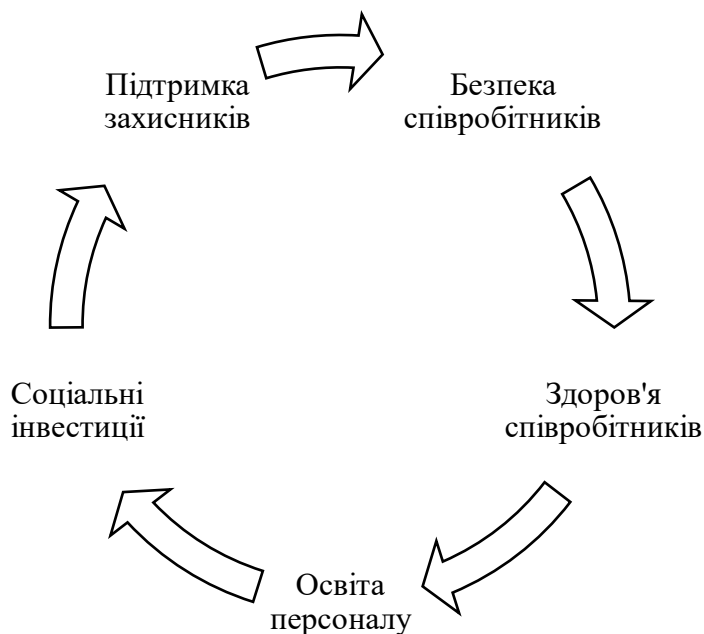 Підтримка
захисників
Безпека
співробітників
Здоров'я
співробітників
Освіта
персоналу
Соціальні
інвестиції